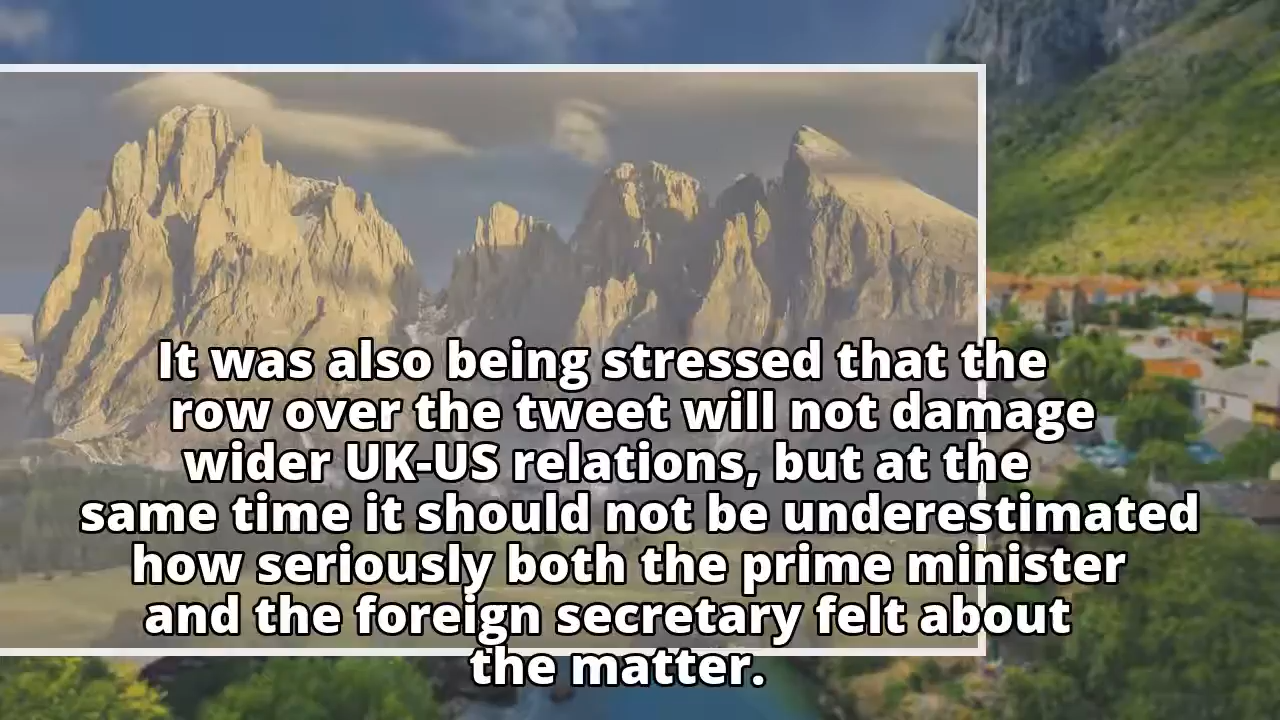 It was also being stressed that the
row over the tweet will not damage
wider UK-US relations, but at the
same time it should not be underestimated
how seriously both the prime minister
and the foreign secretary felt about
the matter.